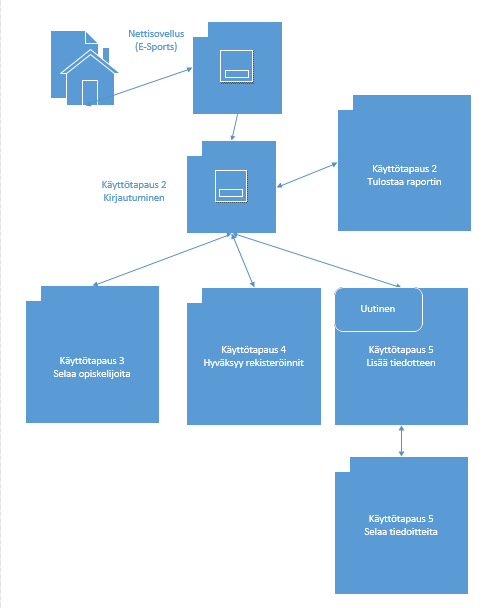 Nettisovellus
(E-Sports)
Käyttötapaus 2
Tulostaa raportin
Käyttötapaus 2
Kirjautuminen
Uutinen
Käyttötapaus 3
Selaa opiskelijoita
Käyttötapaus 4
Hyväksyy rekisteröinnit
Käyttötapaus 5
Lisää tiedotteen
Käyttötapaus 5
Selaa tiedoitteita